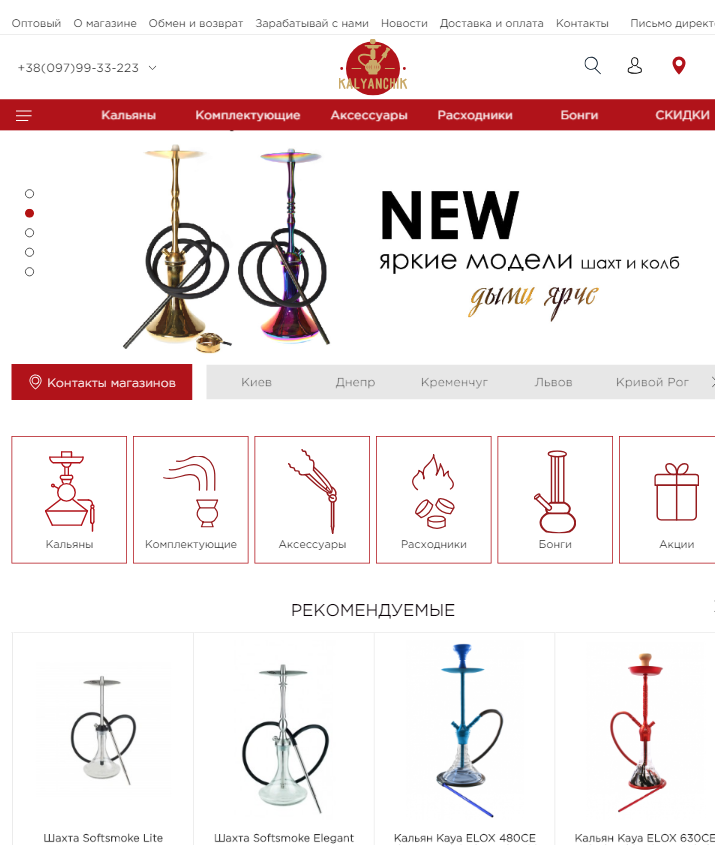 Оптовый О магазине Обмен и возврат Зарабатывай с нами Новости Доставка и оплата Контакты Письмо директ
+38(097)99-33-223
KALYANCHIK
Кальяны Комплектующие Аксессуары Расходники Бонги СКИДКИ
NEW
яркие модели шахт и колб
дыми ярче
Контакты магазинов Киев Днепр Кременчуг Львов Кривой Рог
Кальяны Комплектующие Аксессуары Расходники Бонги Акции
РЕКОМЕНДУЕМЫЕ
Шахта Softsmoke Lite Шахта Softsmoke Elegant Кальян Kaya ELOX 480CE Кальян Kaya ELOX 630CE